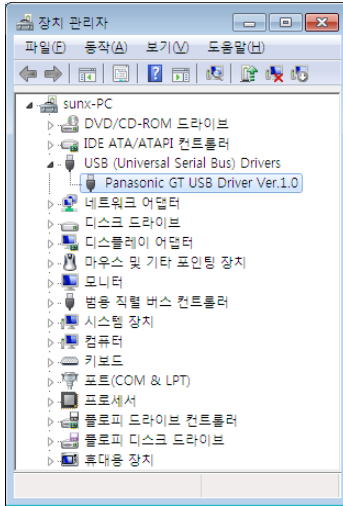 장치 관리자
파일(F) 동작(A) 보기(V) 도움말(H)
sunx-PC
DVD/CD-ROM 드라이브
IDE ATA/ATAPI 컨트롤러
USB (Universal Serial Bus) Drivers
Panasonic GT USB Driver Ver.1.0
네트워크 어댑터
디스크 드라이브
디스플레이 어댑터
마우스 및 기타 포인팅 장치
모니터
범용 직렬 버스 컨트롤러
시스템 장치
컴퓨터
키보드
포트(COM & LPT)
프로세서
플로피 드라이브 컨트롤러
플로피 디스크 드라이브
휴대용 장치